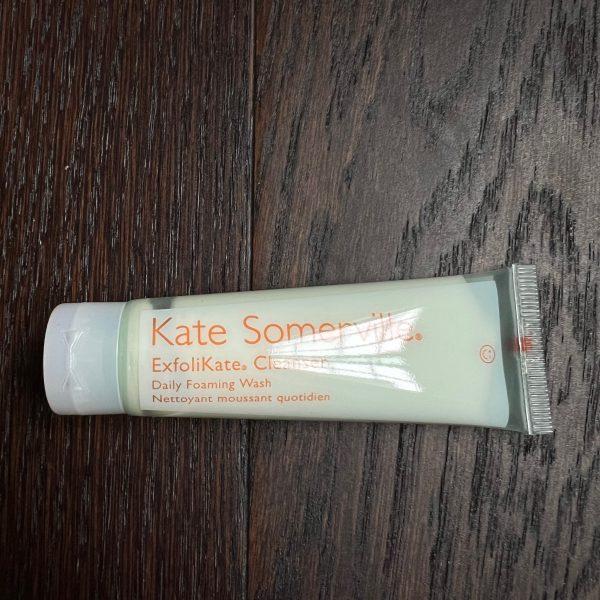 Kate Somerville®
ExfoliKate® Cleanser
Daily Foaming Wash
Nettoyant moussant quotidien